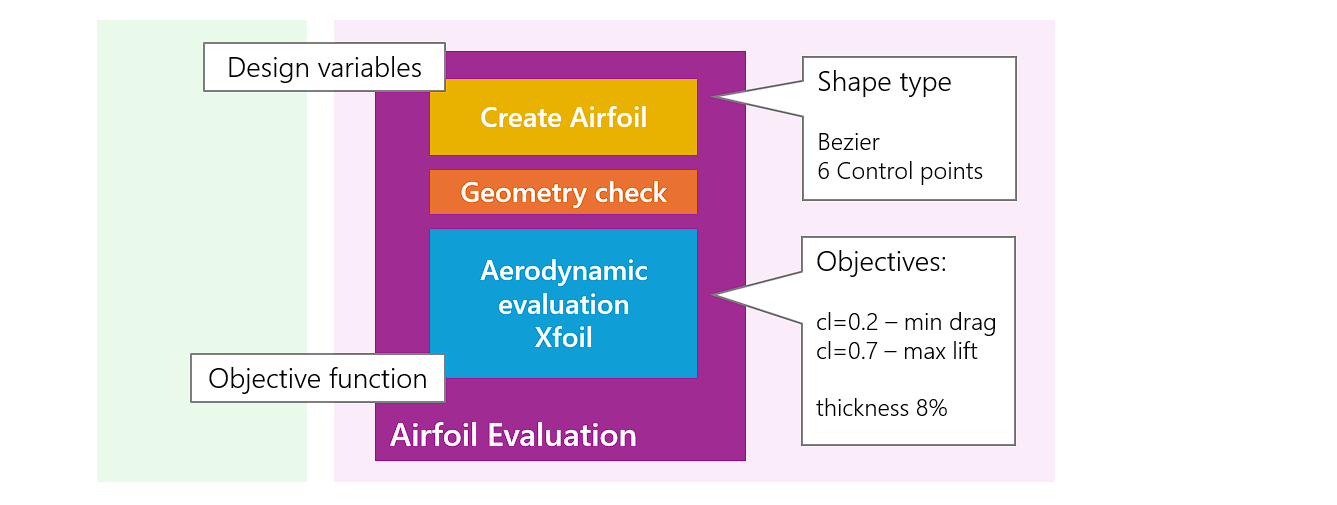 Design variables
Create Airfoil
Geometry check
Aerodynamic
evaluation
Xfoil
Objective function
Airfoil Evaluation
Shape type
Bezier
6 Control points
Objectives:
cl=0.2 – min drag
cl=0.7 – max lift
thickness 8%